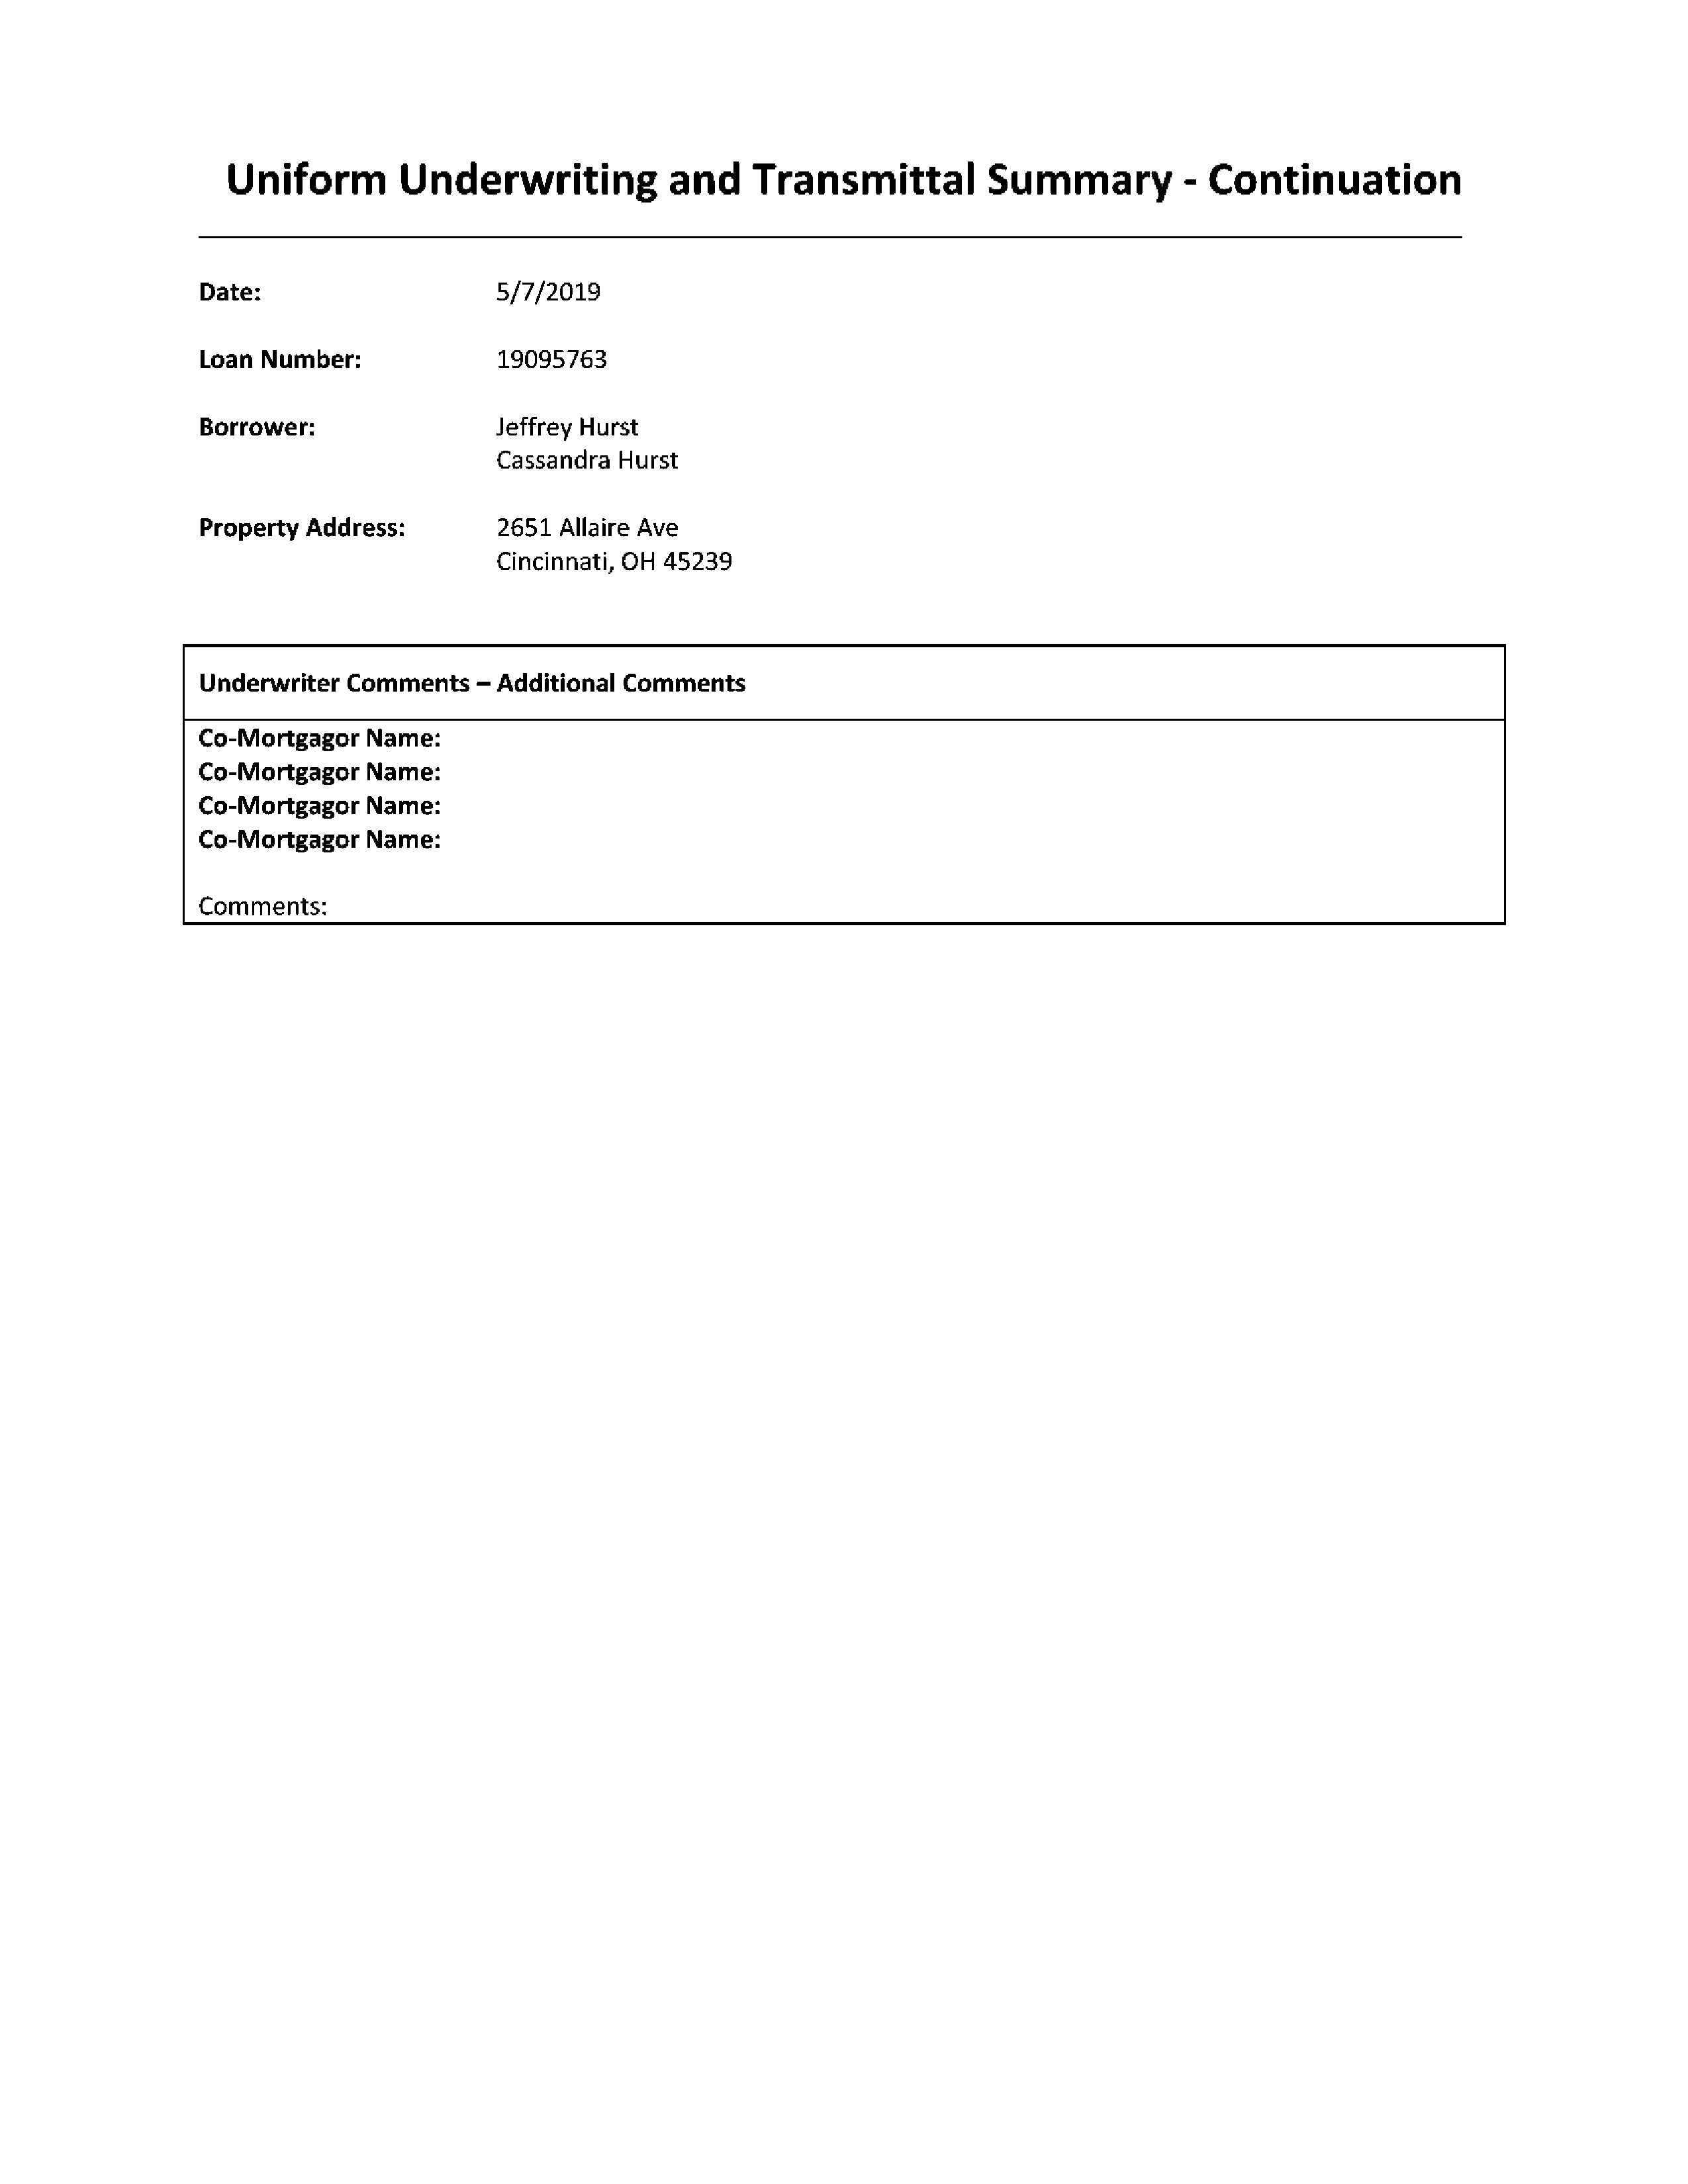 Uniform Underwriting and Transmittal Summary - Continuation
Date: 5/7/2019
Loan Number: 19095763
Borrower: Jeffrey Hurst
Cassandra Hurst
Property Address: 2651 Allaire Ave
Cincinnati, OH 45239
Underwriter Comments – Additional Comments
Co-Mortgagor Name:
Co-Mortgagor Name:
Co-Mortgagor Name:
Co-Mortgagor Name:
Comments: